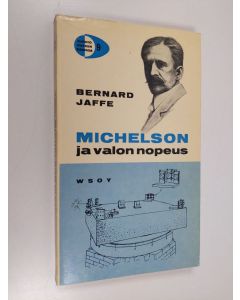 BERNARD
JAFFE
MICHELSON
ja valon nopeus
WSOY